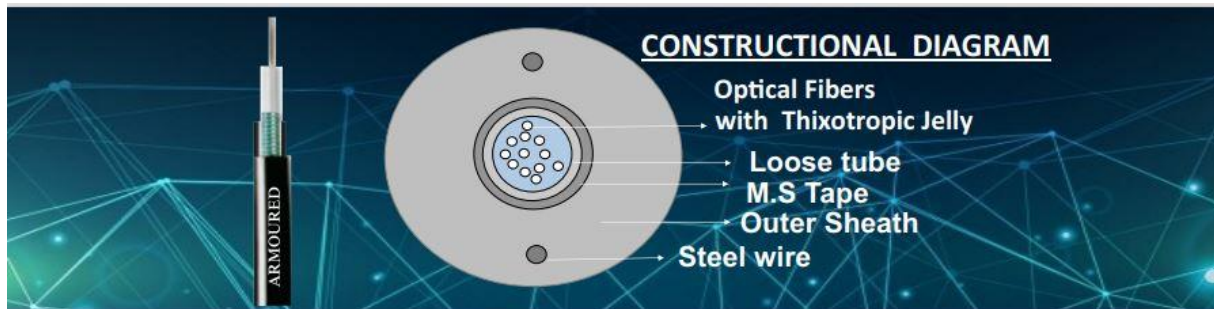 ARMOURED
CONSTRUCTIONAL DIAGRAM
Optical Fibers
with Thixotropic Jelly
Loose tube
M.S Tape
Outer Sheath
Steel wire